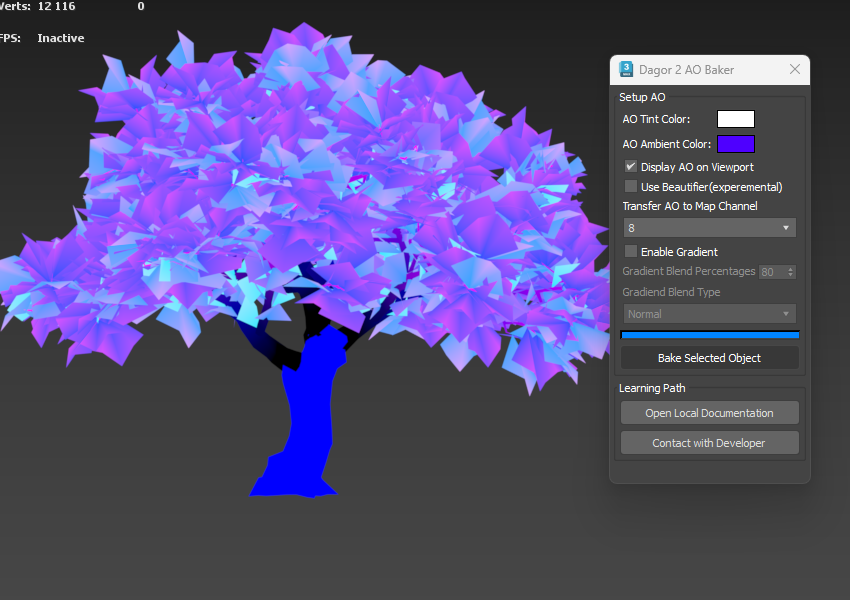 Verts: 12 116 0
FPS: Inactive
3
Dagor 2 AO Baker
Setup AO
AO Tint Color:
AO Ambient Color:
Display AO on Viewport
Use Beautifier(experemental)
Transfer AO to Map Channel
8
Enable Gradient
Gradient Blend Percentages 80
Gradiend Blend Type
Normal
Bake Selected Object
Learning Path
Open Local Documentation
Contact with Developer